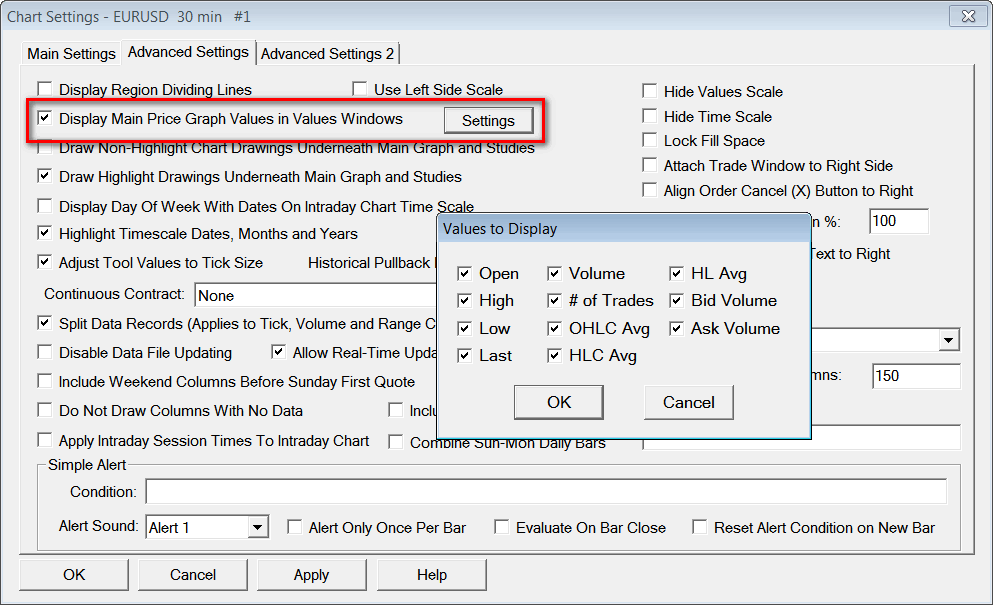 Chart Settings - EURUSD 30 min #1
Main Settings Advanced Settings Advanced Settings 2
Display Region Dividing Lines Use Left Side Scale Hide Values Scale
Display Main Price Graph Values in Values Windows Settings Hide Time Scale
Draw Non-Highlight Chart Drawings Underneath Main Graph and Studies Lock Fill Space
Draw Highlight Drawings Underneath Main Graph and Studies Attach Trade Window to Right Side
Display Day Of Week With Dates On Intraday Chart Time Scale Align Order Cancel (X) Button to Right
Highlight Timescale Dates, Months and Years %: 100
Adjust Tool Values to Tick Size Historical Pullback Text to Right
Continuous Contract: None
Split Data Records (Applies to Tick, Volume and Range
Disable Data File Updating Allow Real-Time
Include Weekend Columns Before Sunday First Quote mns: 150
Do Not Draw Columns With No Data
Apply Intraday Session Times To Intraday Chart Combine Sun-Mon Daily Bars
Values to Display
Open Volume HL Avg
High # of Trades Bid Volume
Low OHLC Avg Ask Volume
Last HLC Avg
OK Cancel
Simple Alert
Condition:
Alert Sound: Alert 1 Alert Only Once Per Bar Evaluate On Bar Close Reset Alert Condition on New Bar
OK Cancel Apply Help